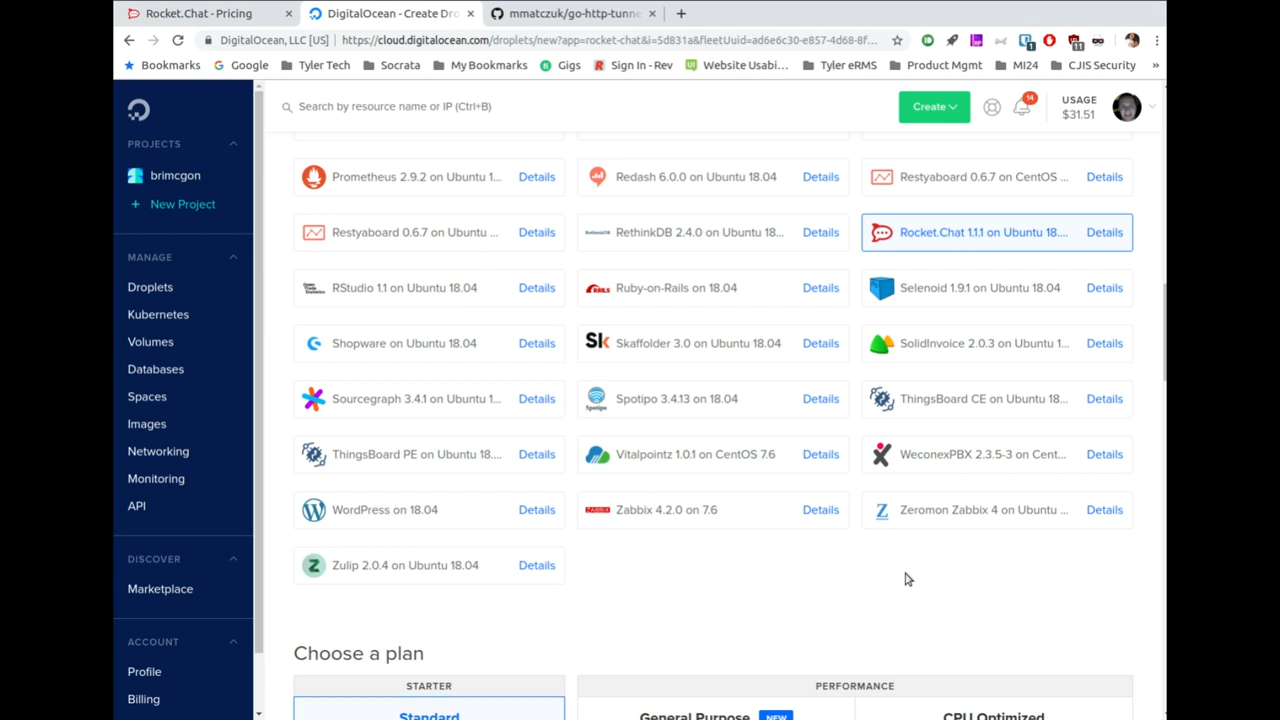 Rocket.Chat - Pricing
DigitalOcean - Create Dro
mmatczuk/go-http-tunne
DigitalOcean, LLC [US] https://cloud.digitalocean.com/droplets/new?app=rocket-chat&i=5d831a&fleetUuid=ad6e6c30-e857-4d68-8f...
1
11
Bookmarks Google Tyler Tech Socrata My Bookmarks Gigs Sign In - Rev Website Usabi... Tyler eRMS Product Mgmt MI24 CJIS Security »
Search by resource name or IP (Ctrl+B)
Create
14
USAGE
$31.51
PROJECTS
brimcgon
+ New Project
MANAGE
Droplets
Kubernetes
Volumes
Databases
Spaces
Images
Networking
Monitoring
API
DISCOVER
Marketplace
ACCOUNT
Profile
Billing
Prometheus 2.9.2 on Ubuntu 1... Details
Redash 6.0.0 on Ubuntu 18.04 Details
Restyaboard 0.6.7 on CentOS ... Details
Restyaboard 0.6.7 on Ubuntu ... Details
RethinkDB RethinkDB 2.4.0 on Ubuntu 18... Details
Rocket.Chat 1.1.1 on Ubuntu 18.... Details
RStudio 1.1 on Ubuntu 18.04 Details
RAILS Ruby-on-Rails on 18.04 Details
Selenoid 1.9.1 on Ubuntu 18.04 Details
Shopware on Ubuntu 18.04 Details
Sk Skaffolder 3.0 on Ubuntu 18.04 Details
SolidInvoice 2.0.3 on Ubuntu 1... Details
Sourcegraph 3.4.1 on Ubuntu 1... Details
Spotipo Spotipo 3.4.13 on 18.04 Details
ThingsBoard CE on Ubuntu 18... Details
ThingsBoard PE on Ubuntu 18.... Details
Vitalpointz 1.0.1 on CentOS 7.6 Details
WeconexPBX 2.3.5-3 on Cent... Details
WordPress on 18.04 Details
ZABBIX Zabbix 4.2.0 on 7.6 Details
Z Zeromon Zabbix 4 on Ubuntu ... Details
Z Zulip 2.0.4 on Ubuntu 18.04 Details
Choose a plan
STARTER
PERFORMANCE
Standard
General Purpose NEW
CPU Optimized